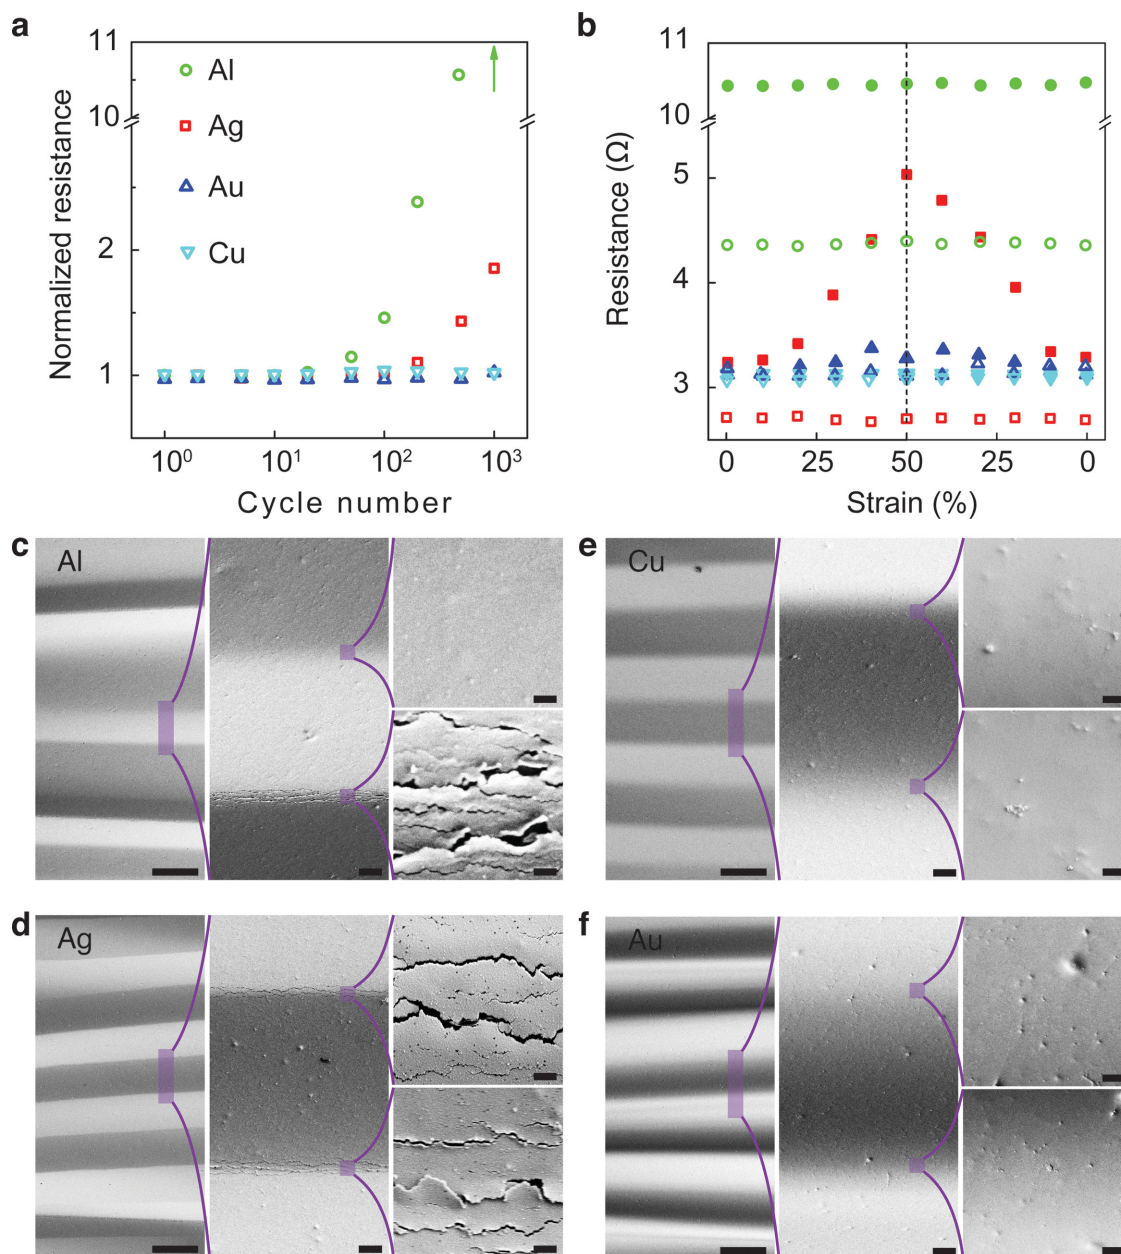 a
11
10
2
1
Normalized resistance
Al
Ag
Au
Cu
10⁰
10¹
10²
10³
Cycle number
b
11
10
5
4
3
Resistance (Ω)
0
25
50
25
0
Strain (%)
c
Al
e
Cu
d
Ag
f
Au